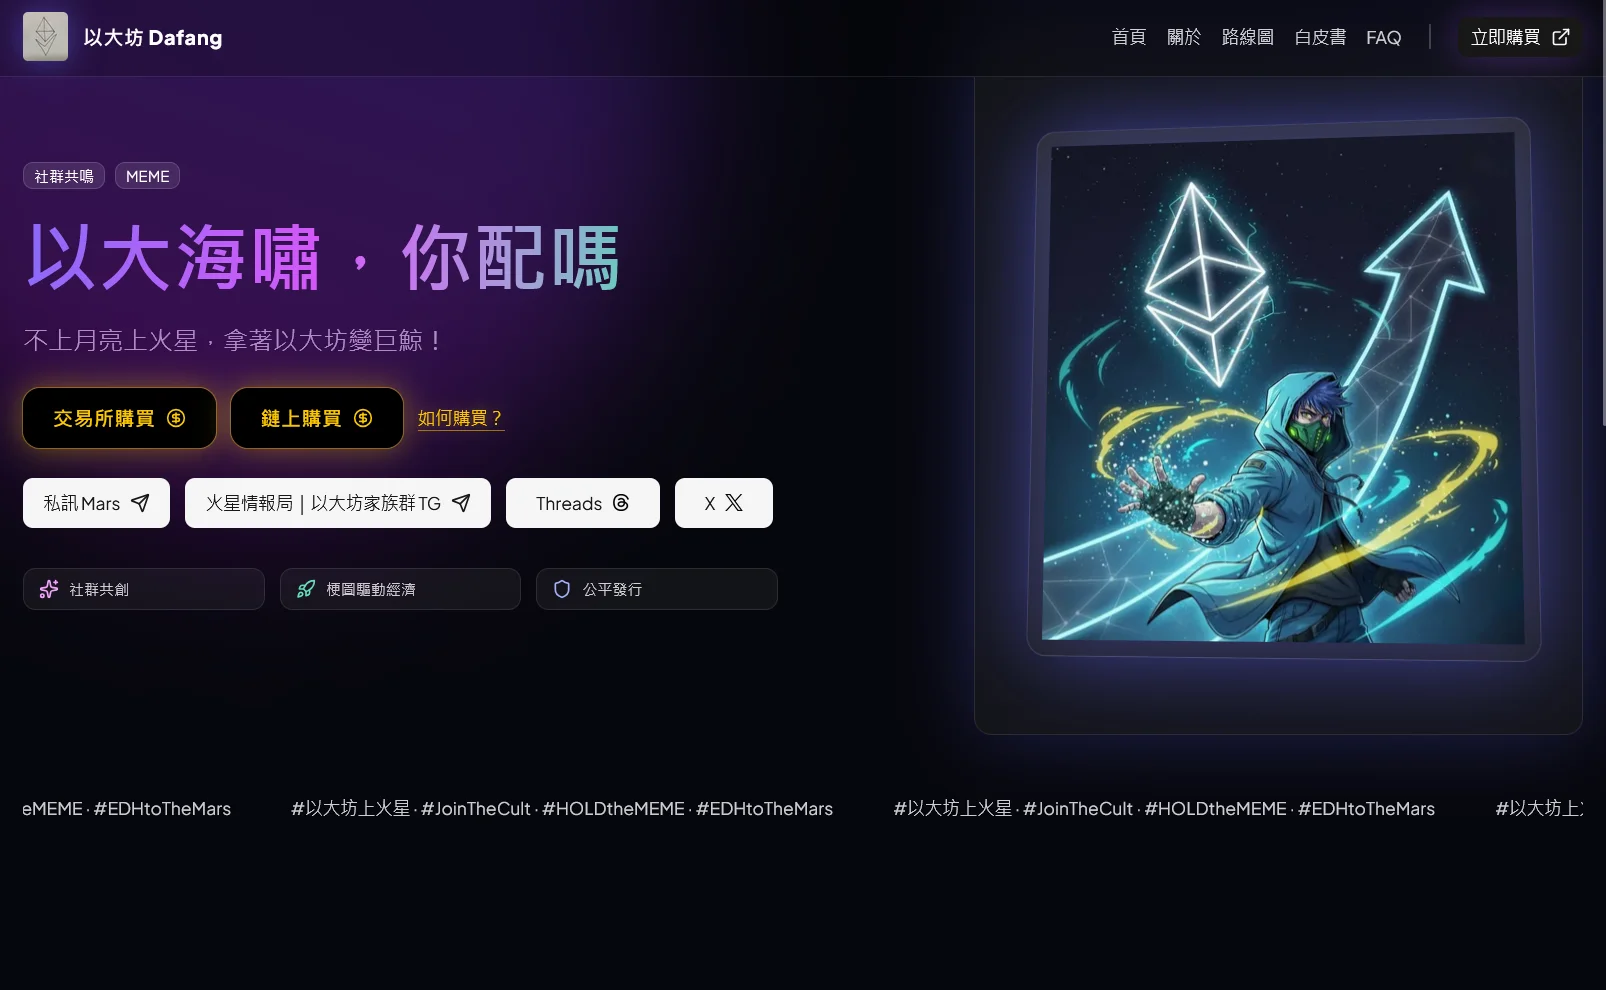 以大坊 Dafang
首頁 關於 路線圖 白皮書 FAQ 立即購買
社群共鳴 MEME
以大海嘯，你配嗎
不上月亮上火星，拿著以大坊變巨鯨！
交易所購買 鏈上購買 如何購買？
私訊 Mars 火星情報局 | 以大坊家族群 TG Threads X
社群共創 梗圖驅動經濟 公平發行
eMEME · #EDHtoTheMars #以大坊上火星 · #JoinTheCult · #HOLDtheMEME · #EDHtoTheMars #以大坊上火星 · #JoinTheCult · #HOLDtheMEME · #EDHtoTheMars #以大坊上